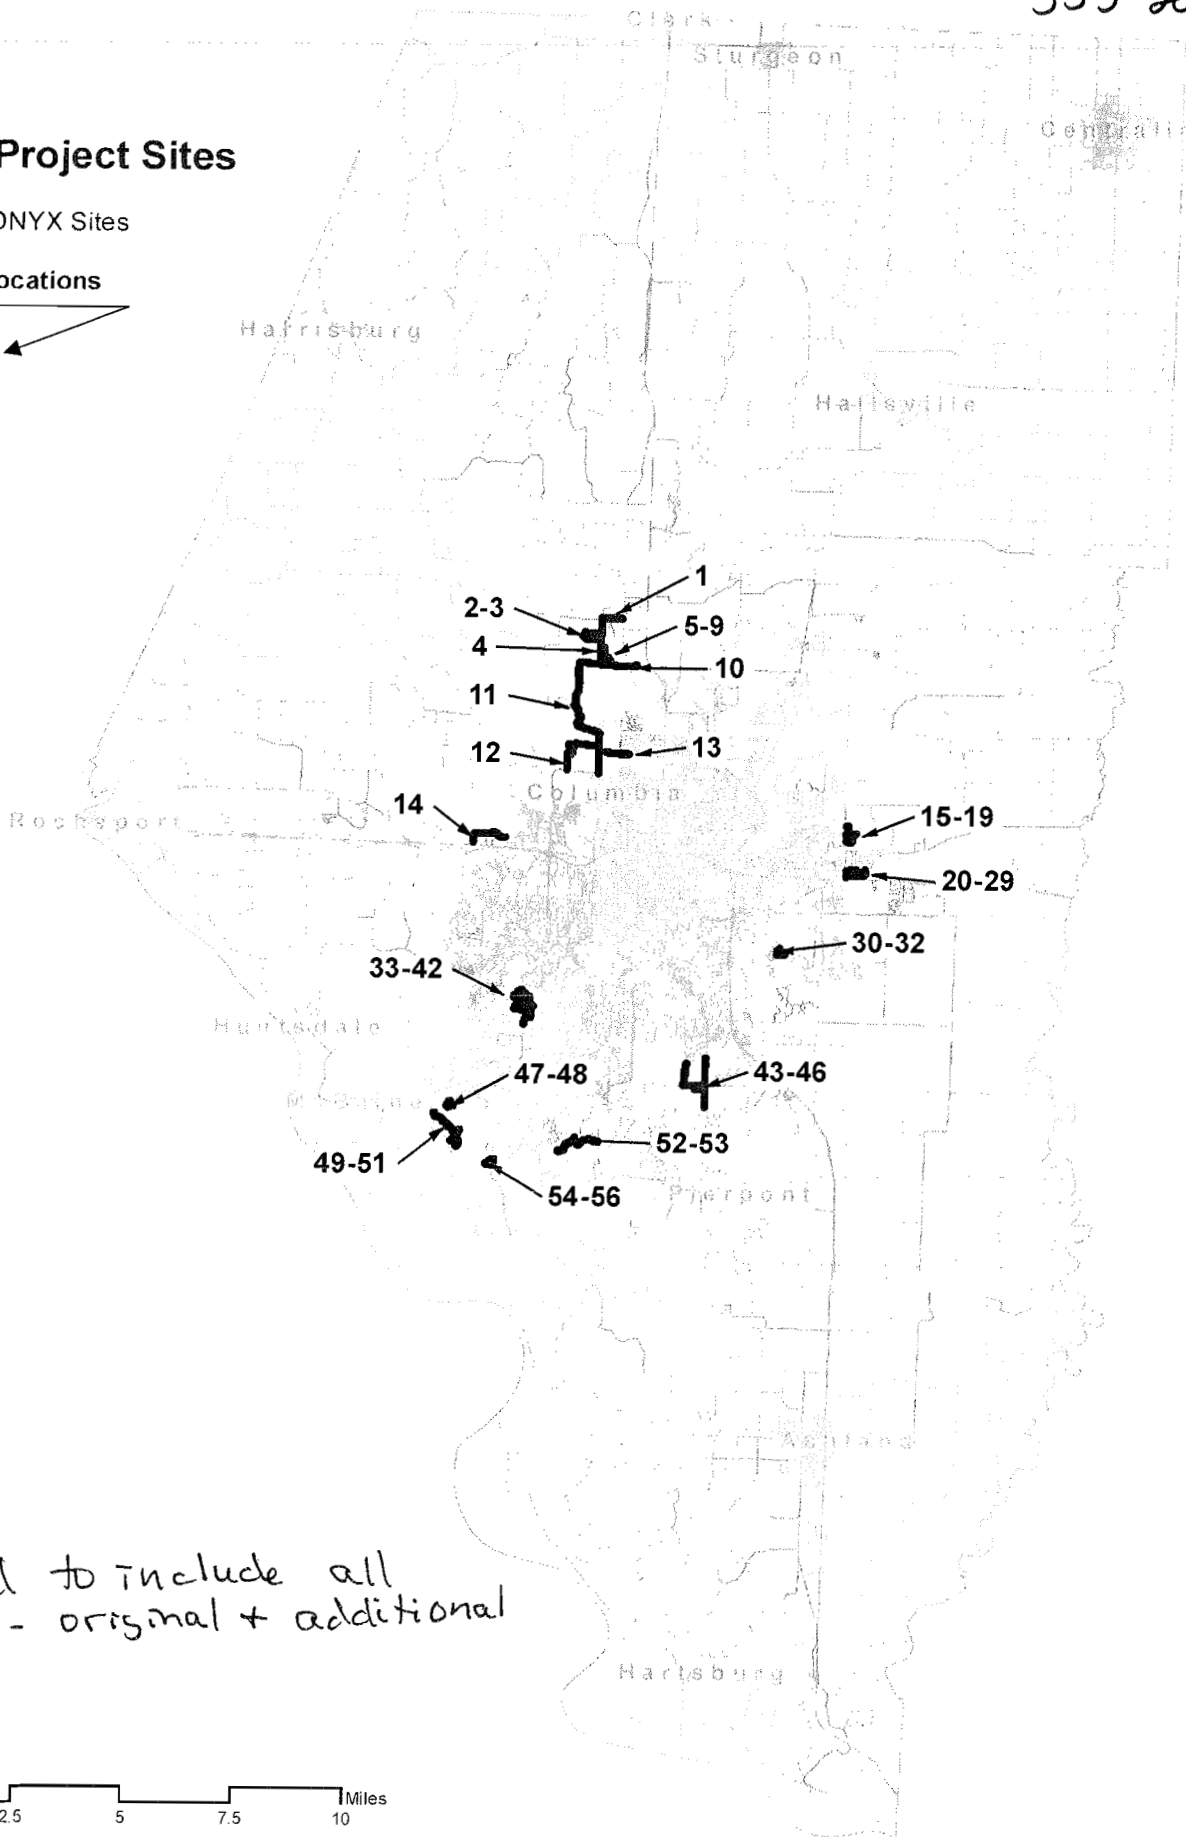 Clark
Sturgeon
Centralia
Project Sites
ONYX Sites
ocations
Harrisburg
Hallsville
1
2-3
5-9
4
10
11
12
13
Columbia
14
Rocheport
15-19
20-29
30-32
33-42
Huntsdale
47-48
43-46
McBaine
49-51
52-53
54-56
Pierpont
Ashland
to include all
- original + additional
Hartsburg
Miles
2.5 5 7.5 10